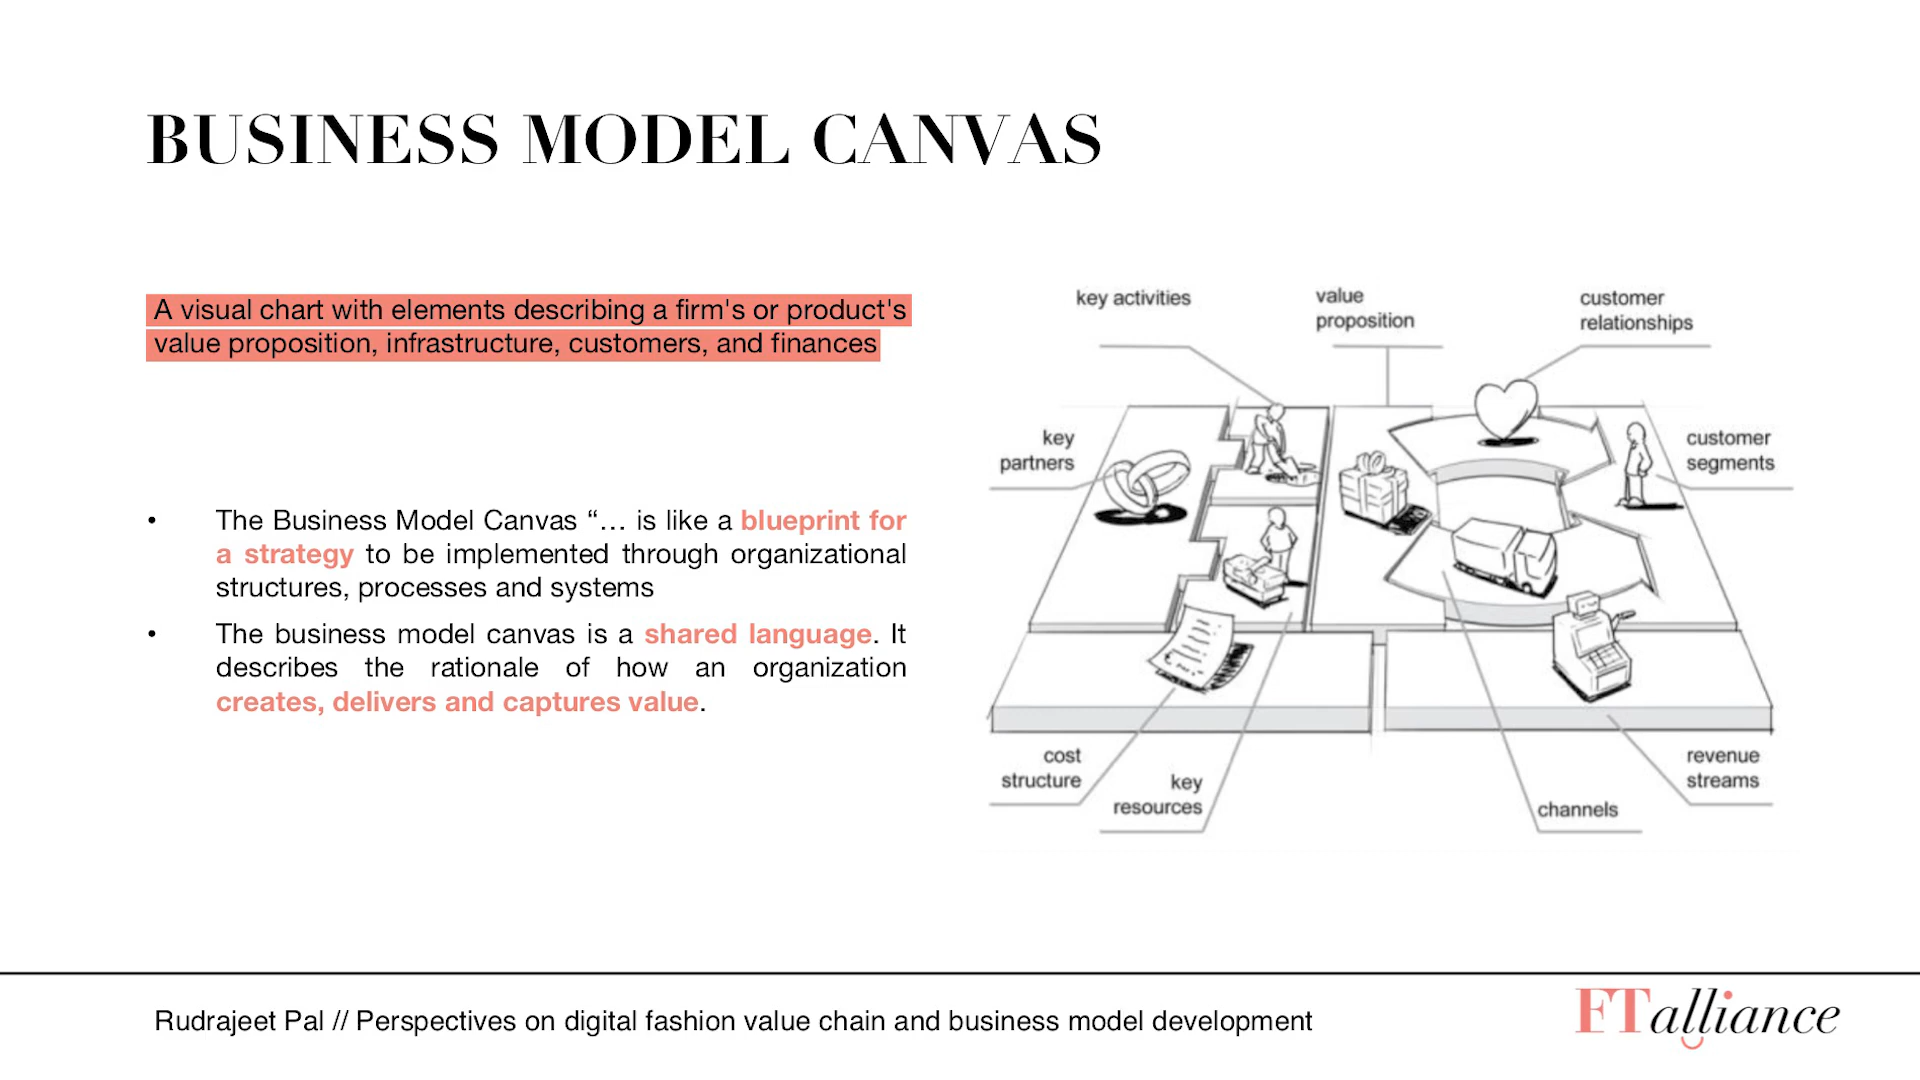 BUSINESS MODEL CANVAS
A visual chart with elements describing a firm's or product's
value proposition, infrastructure, customers, and finances
• The Business Model Canvas “… is like a blueprint for
a strategy to be implemented through organizational
structures, processes and systems
• The business model canvas is a shared language. It
describes the rationale of how an organization
creates, delivers and captures value.
key activities
value
proposition
customer
relationships
key
partners
customer
segments
cost
structure
key
resources
channels
revenue
streams
Rudrajeet Pal // Perspectives on digital fashion value chain and business model development
FTalliance